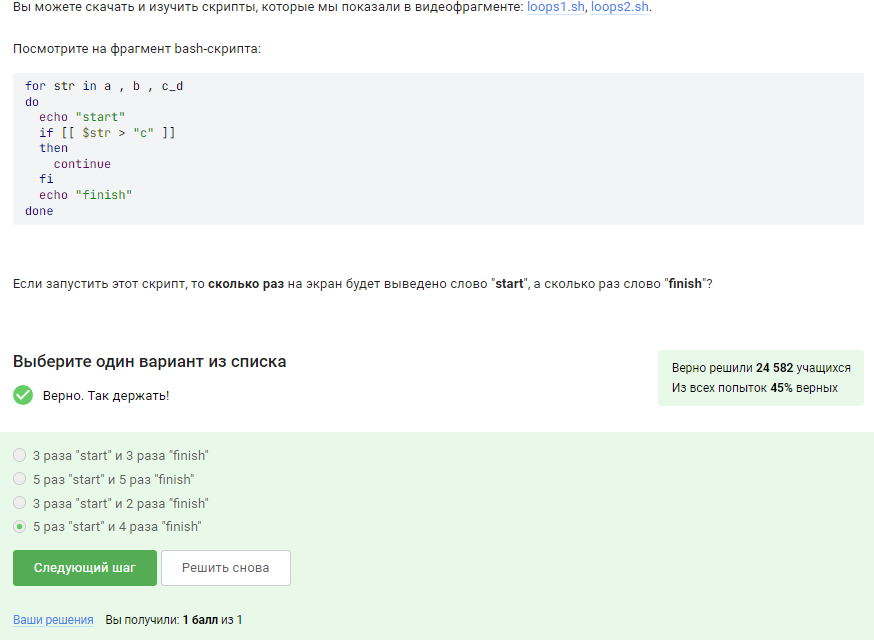 Вы можете скачать и изучить скрипты, которые мы показали в видеофрагменте: loops1.sh, loops2.sh.
Посмотрите на фрагмент bash-скрипта:
for str in a , b , c_d
do
  echo "start"
  if [[ $str > "c" ]]
  then
    continue
  fi
  echo "finish"
done
Если запустить этот скрипт, то сколько раз на экран будет выведено слово "start", а сколько раз слово "finish"?
Выберите один вариант из списка
Верно. Так держать!
Верно решили 24 582 учащихся
Из всех попыток 45% верных
3 раза "start" и 3 раза "finish"
5 раз "start" и 5 раз "finish"
3 раза "start" и 2 раза "finish"
5 раз "start" и 4 раза "finish"
Следующий шаг
Решить снова
Ваши решения Вы получили: 1 балл из 1